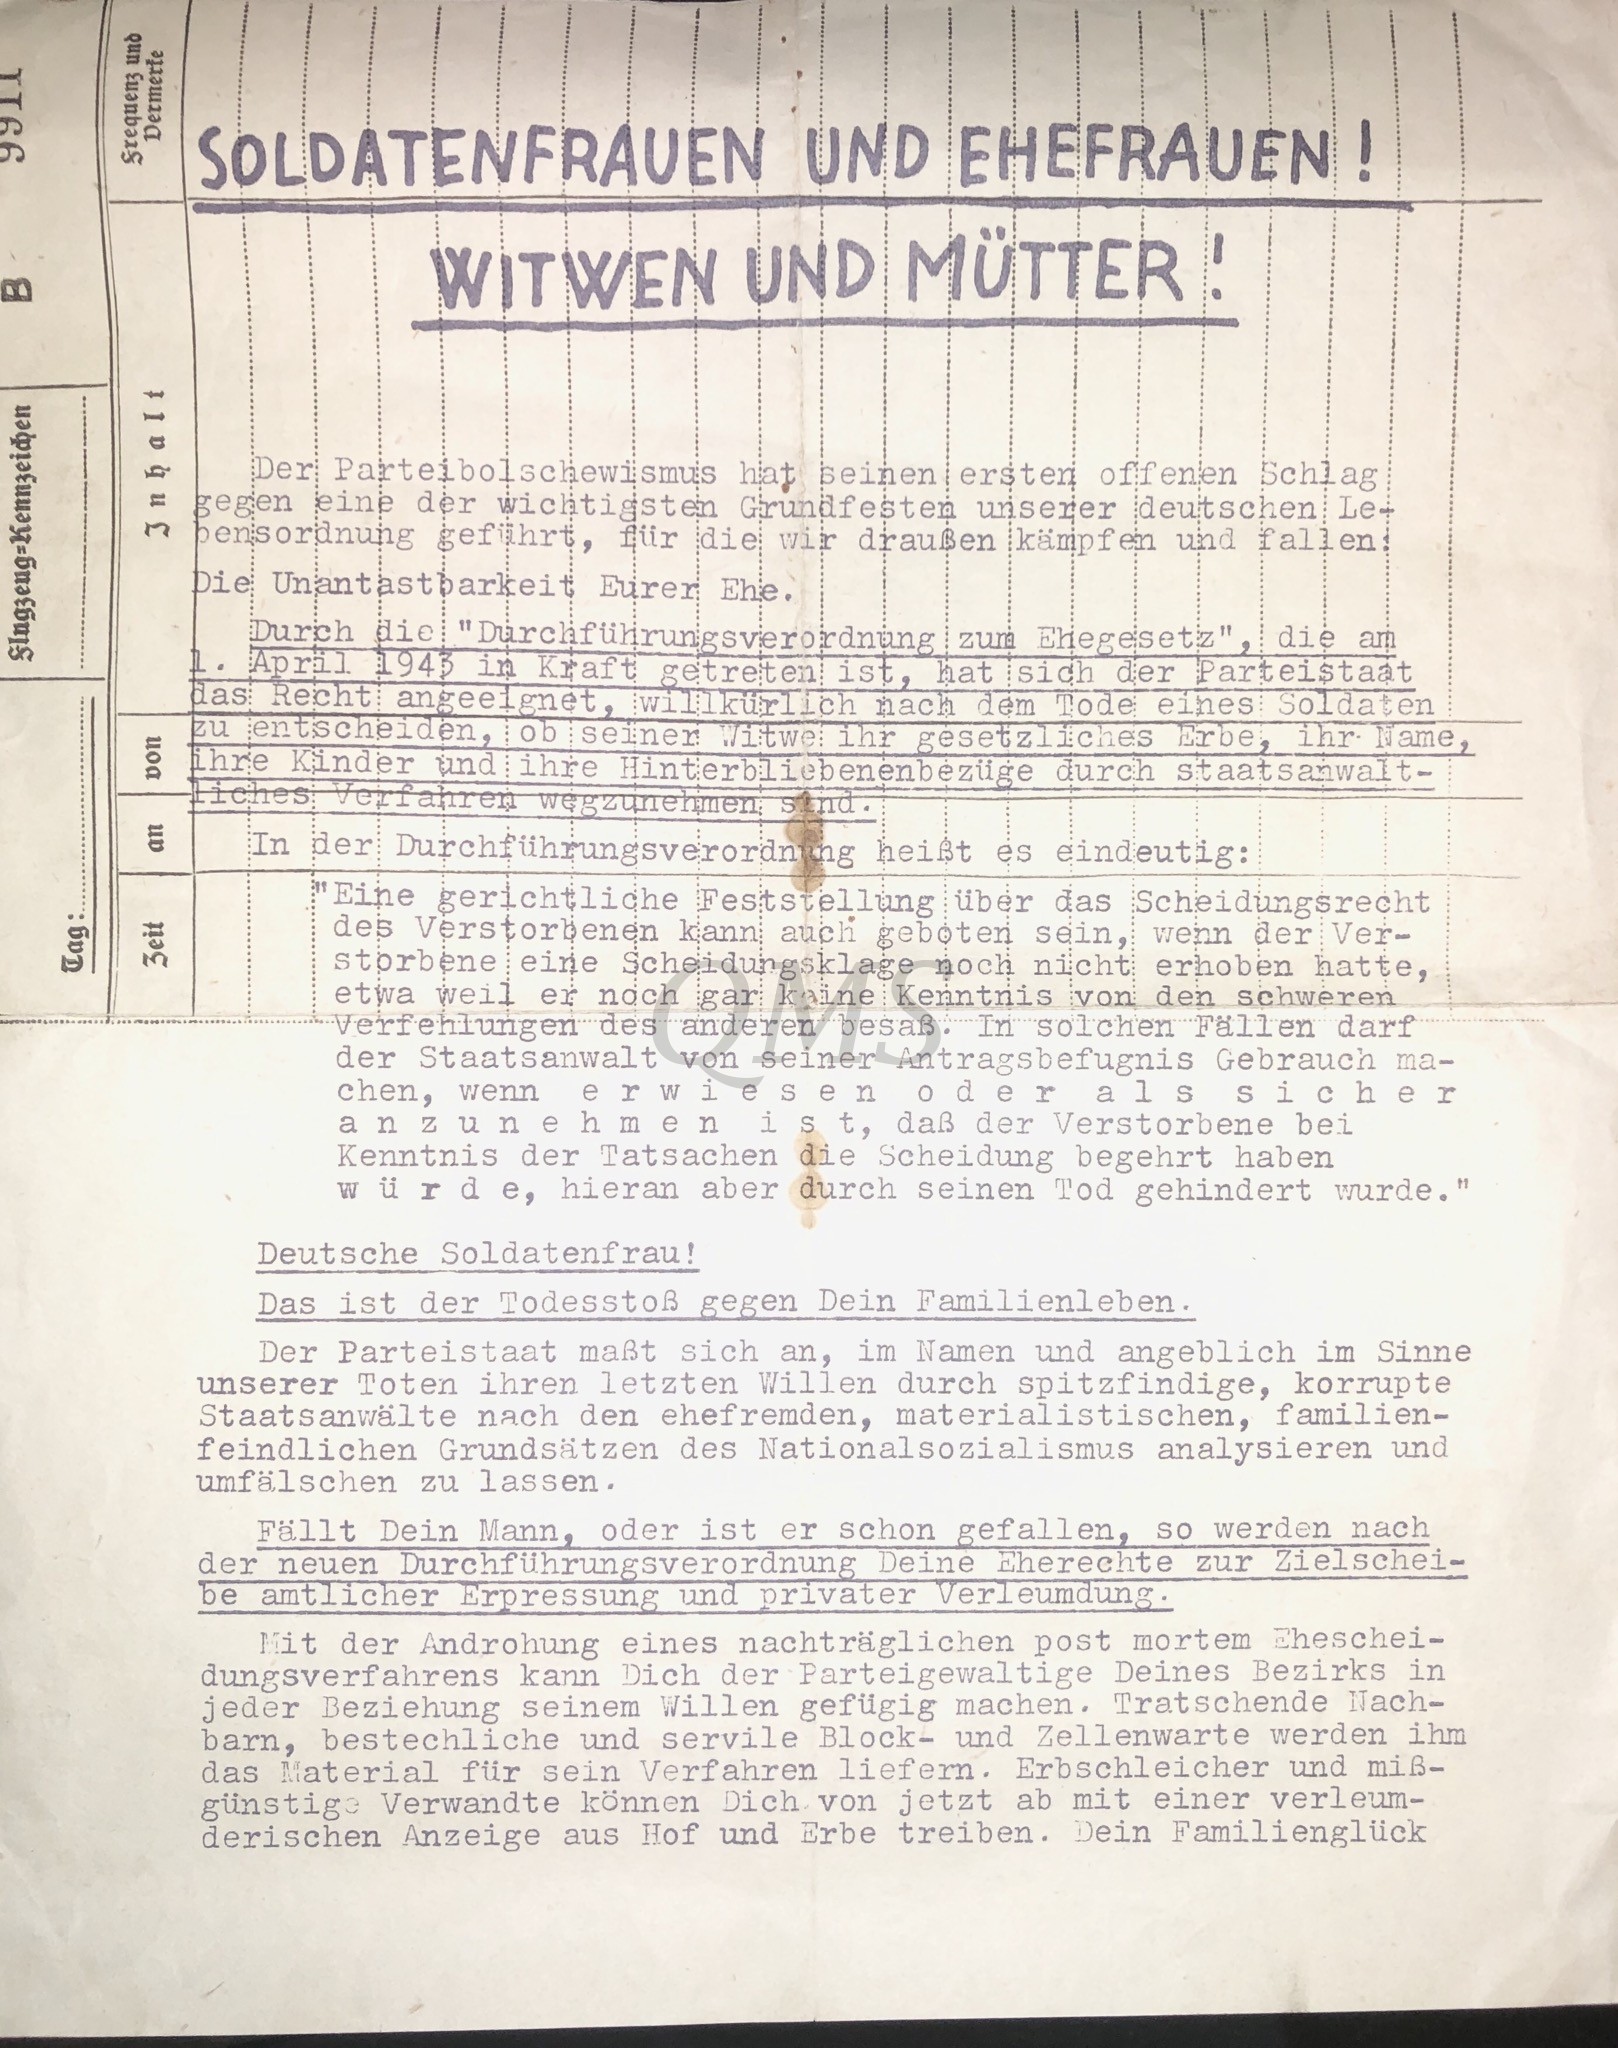 SOLDATENFRAUEN UND EHEFRAUEN!
WITWEN UND MÜTTER!
Der Parteibolschewismus hat seinen ersten offenen Schlag
gegen eine der wichtigsten Grundfesten unserer deutschen Le-
bensordnung geführt, für die wir draußen kämpfen und fallen:
Die Unantastbarkeit Eurer Ehe.
Durch die "Durchführungsverordnung zum Ehegesetz", die am
1. April 1943 in Kraft getreten ist, hat sich der Parteistaat
das Recht angeeignet, willkürlich nach dem Tode eines Soldaten
zu entscheiden, ob seiner Witwe ihr gesetzliches Erbe, ihr Name,
ihre Kinder und ihre Hinterbliebenenbezüge durch staatsanwalt-
liches Verfahren wegzunehmen sind.
In der Durchführungsverordnung heißt es eindeutig:
"Eine gerichtliche Feststellung über das Scheidungsrecht
des Verstorbenen kann auch geboten sein, wenn der Ver-
storbene eine Scheidungsklage noch nicht erhoben hatte,
etwa weil er noch gar keine Kenntnis von den schweren
Verfehlungen des anderen besaß. In solchen Fällen darf
der Staatsanwalt von seiner Antragsbefugnis Gebrauch ma-
chen, wenn e r w i e s e n o d e r a l s s i c h e r
a n z u n e h m e n i s t, daß der Verstorbene bei
Kenntnis der Tatsachen die Scheidung begehrt haben
w ü r d e, hieran aber durch seinen Tod gehindert wurde."
Deutsche Soldatenfrau!
Das ist der Todesstoß gegen Dein Familienleben.
Der Parteistaat maßt sich an, im Namen und angeblich im Sinne
unserer Toten ihren letzten Willen durch spitzfindige, korrupte
Staatsanwälte nach den ehefremden, materialistischen, familien-
feindlichen Grundsätzen des Nationalsozialismus analysieren und
umfälschen zu lassen.
Fällt Dein Mann, oder ist er schon gefallen, so werden nach
der neuen Durchführungsverordnung Deine Eherechte zur Zielschei-
be amtlicher Erpressung und privater Verleumdung.
Mit der Androhung eines nachträglichen post mortem Eheschei-
dungsverfahrens kann Dich der Parteigewaltige Deines Bezirks in
jeder Beziehung seinem Willen gefügig machen. Tratschende Nach-
barn, bestechliche und servile Block- und Zellenwarte werden ihm
das Material für sein Verfahren liefern. Erbschleicher und miß-
günstige Verwandte können Dich von jetzt ab mit einer verleum-
derischen Anzeige aus Hof und Erbe treiben. Dein Familienglück
Tag:
Flugzeug-Kennzeichen
B 9911
Zeit
an
von
Inhalt
Frequenz und
Vermerke
QMS